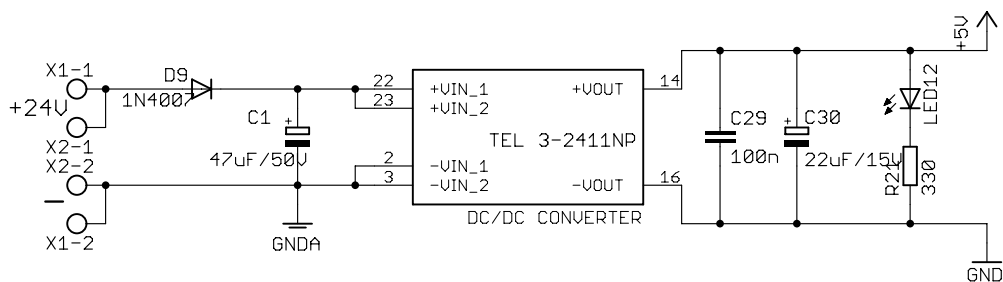 X1-1
+24V
X2-1
X2-2
X1-2
D9
1N4007
C1
+
47uF/50V
GNDA
22
23
2
3
+VIN_1
+VIN_2
-VIN_1
-VIN_2
+VOUT
-VOUT
TEL 3-2411NP
DC/DC CONVERTER
14
16
C29
100n
+
C30
22uF/15V
LED12
R21
330
+5V
GND